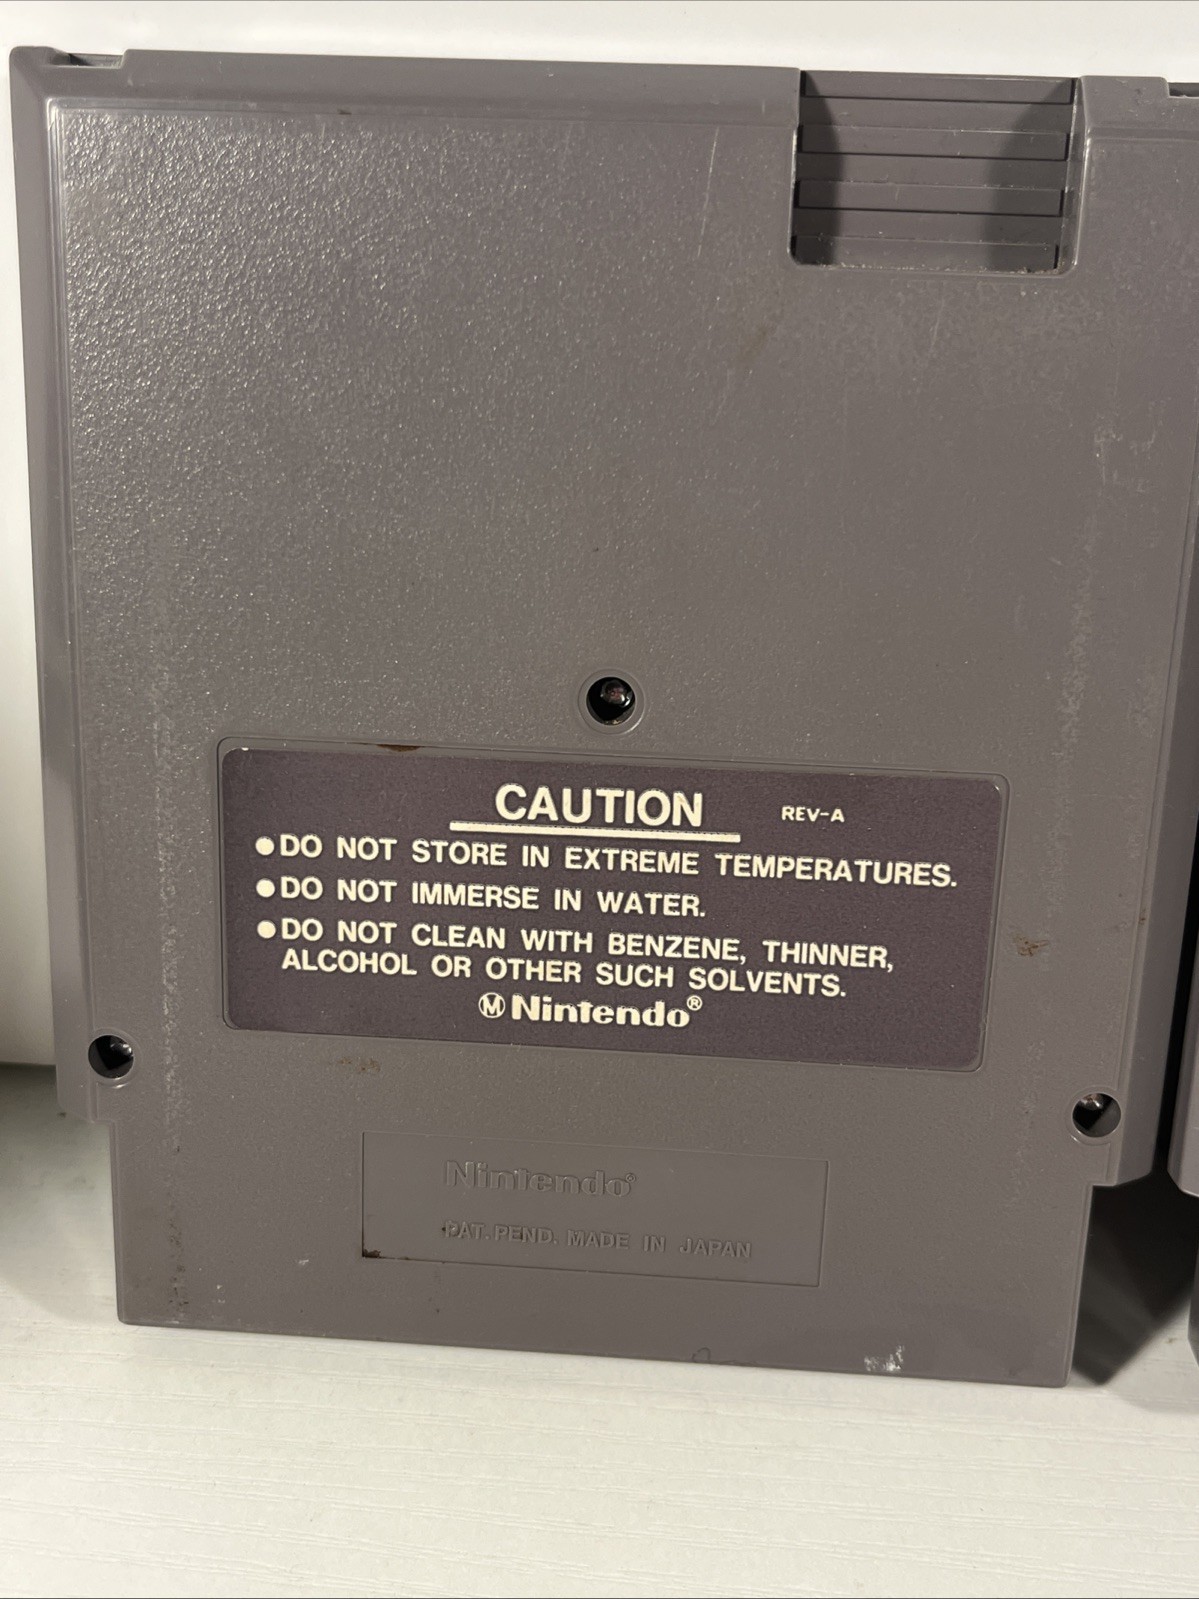 CAUTION REV-A
●DO NOT STORE IN EXTREME TEMPERATURES.
●DO NOT IMMERSE IN WATER.
●DO NOT CLEAN WITH BENZENE, THINNER,
ALCOHOL OR OTHER SUCH SOLVENTS.
Ⓜ Nintendo®
Nintendo®
PAT. PEND. MADE IN JAPAN